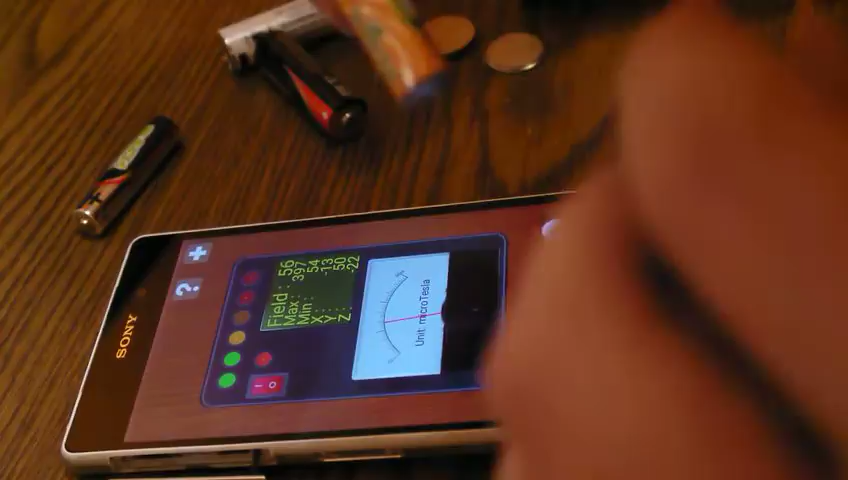 SONY
Field : 56
Max : 397
Min : 54
X : -13
Y : 50
Z : -22
Unit: microTesla
?
+